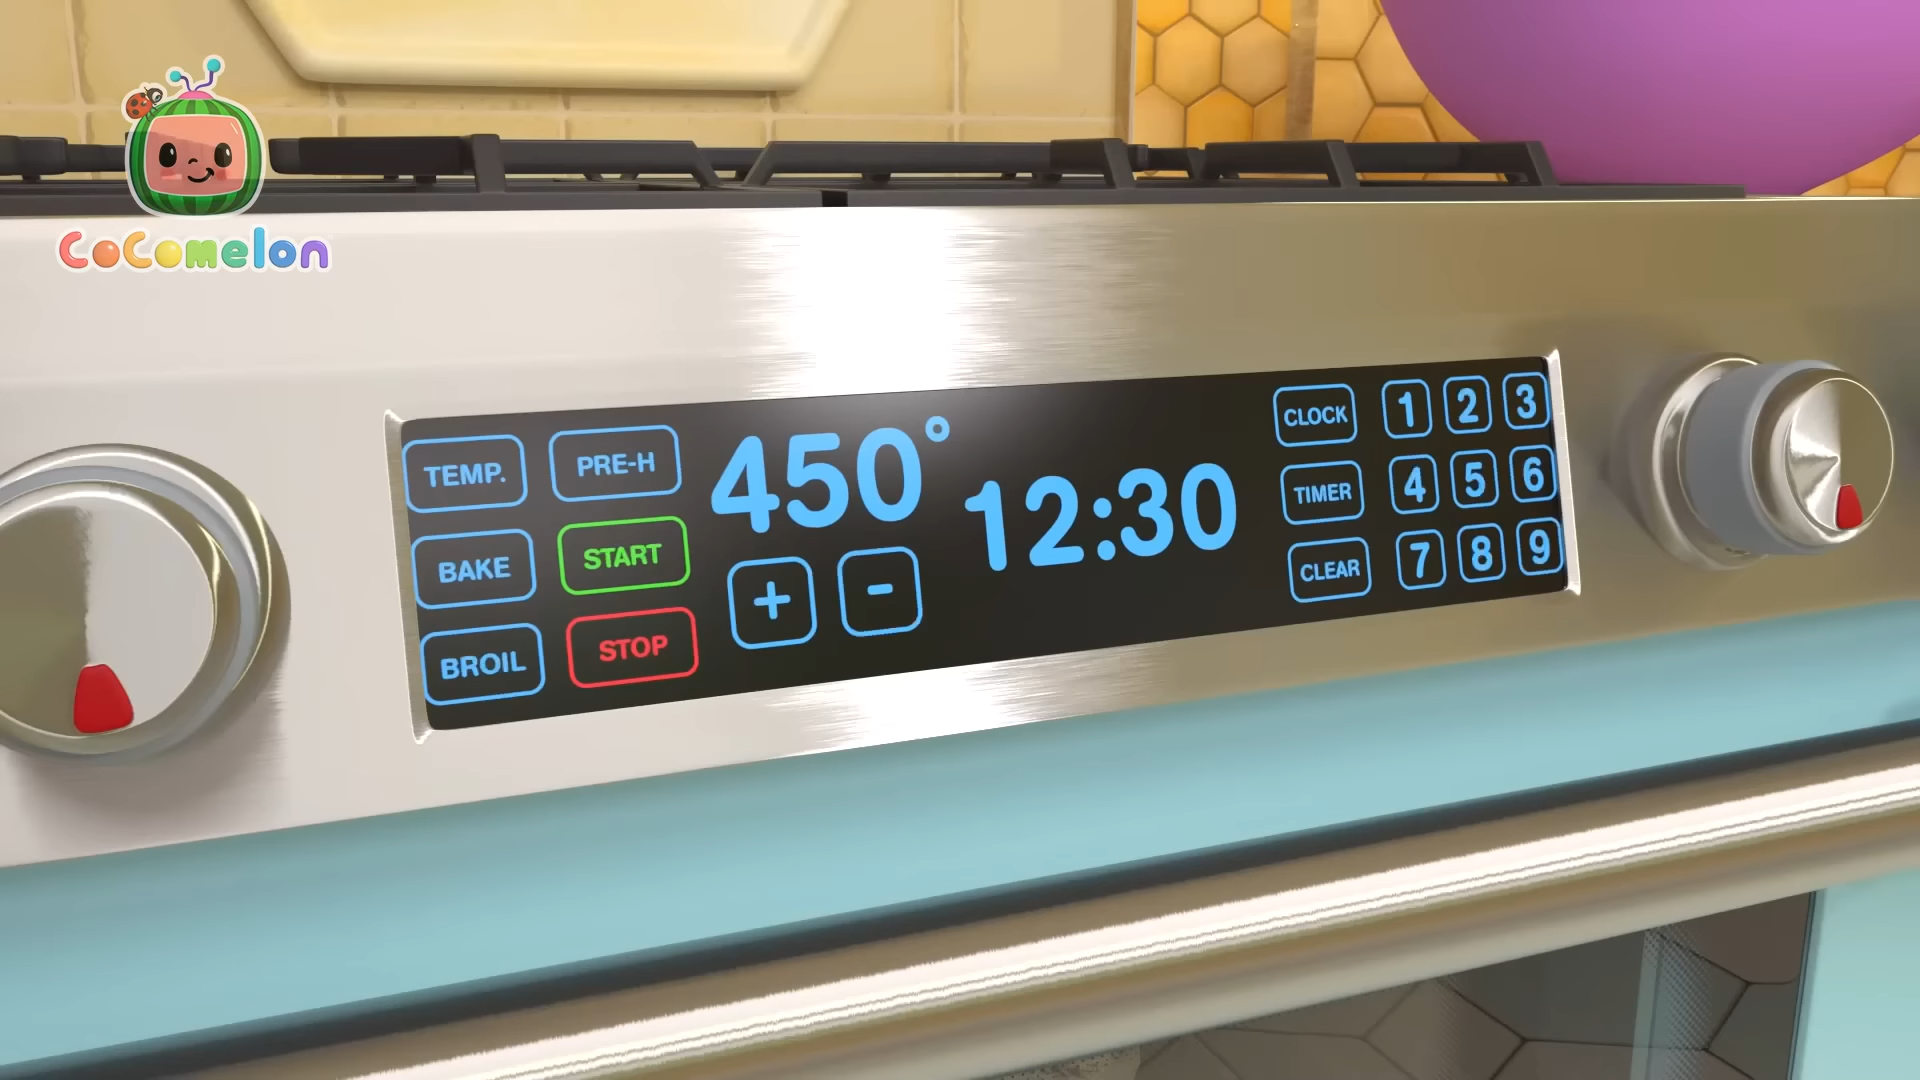 CoComelon
TEMP. PRE-H
BAKE START
BROIL STOP
450°
+ -
12:30
CLOCK 1 2 3
TIMER 4 5 6
CLEAR 7 8 9